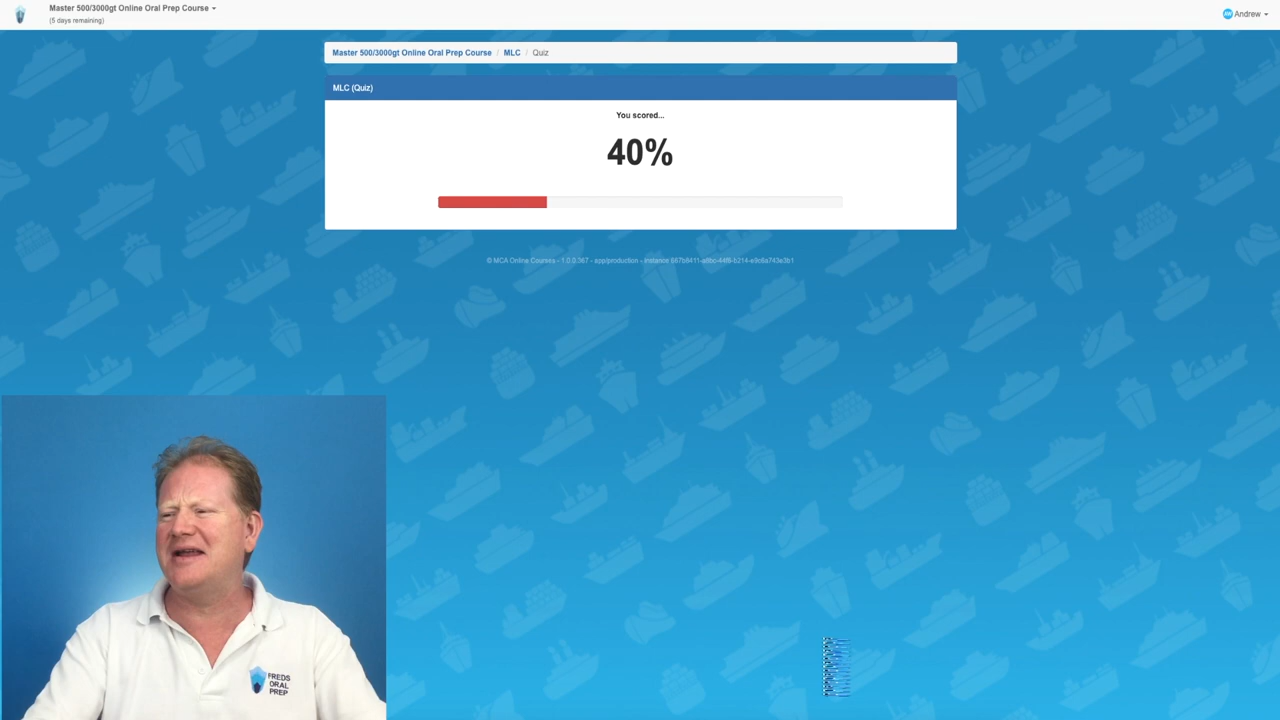 Master 500/3000gt Online Oral Prep Course
(5 days remaining)
AW Andrew
Master 500/3000gt Online Oral Prep Course / MLC / Quiz
MLC (Quiz)
You scored...
40%
FREDS
ORAL
PREP